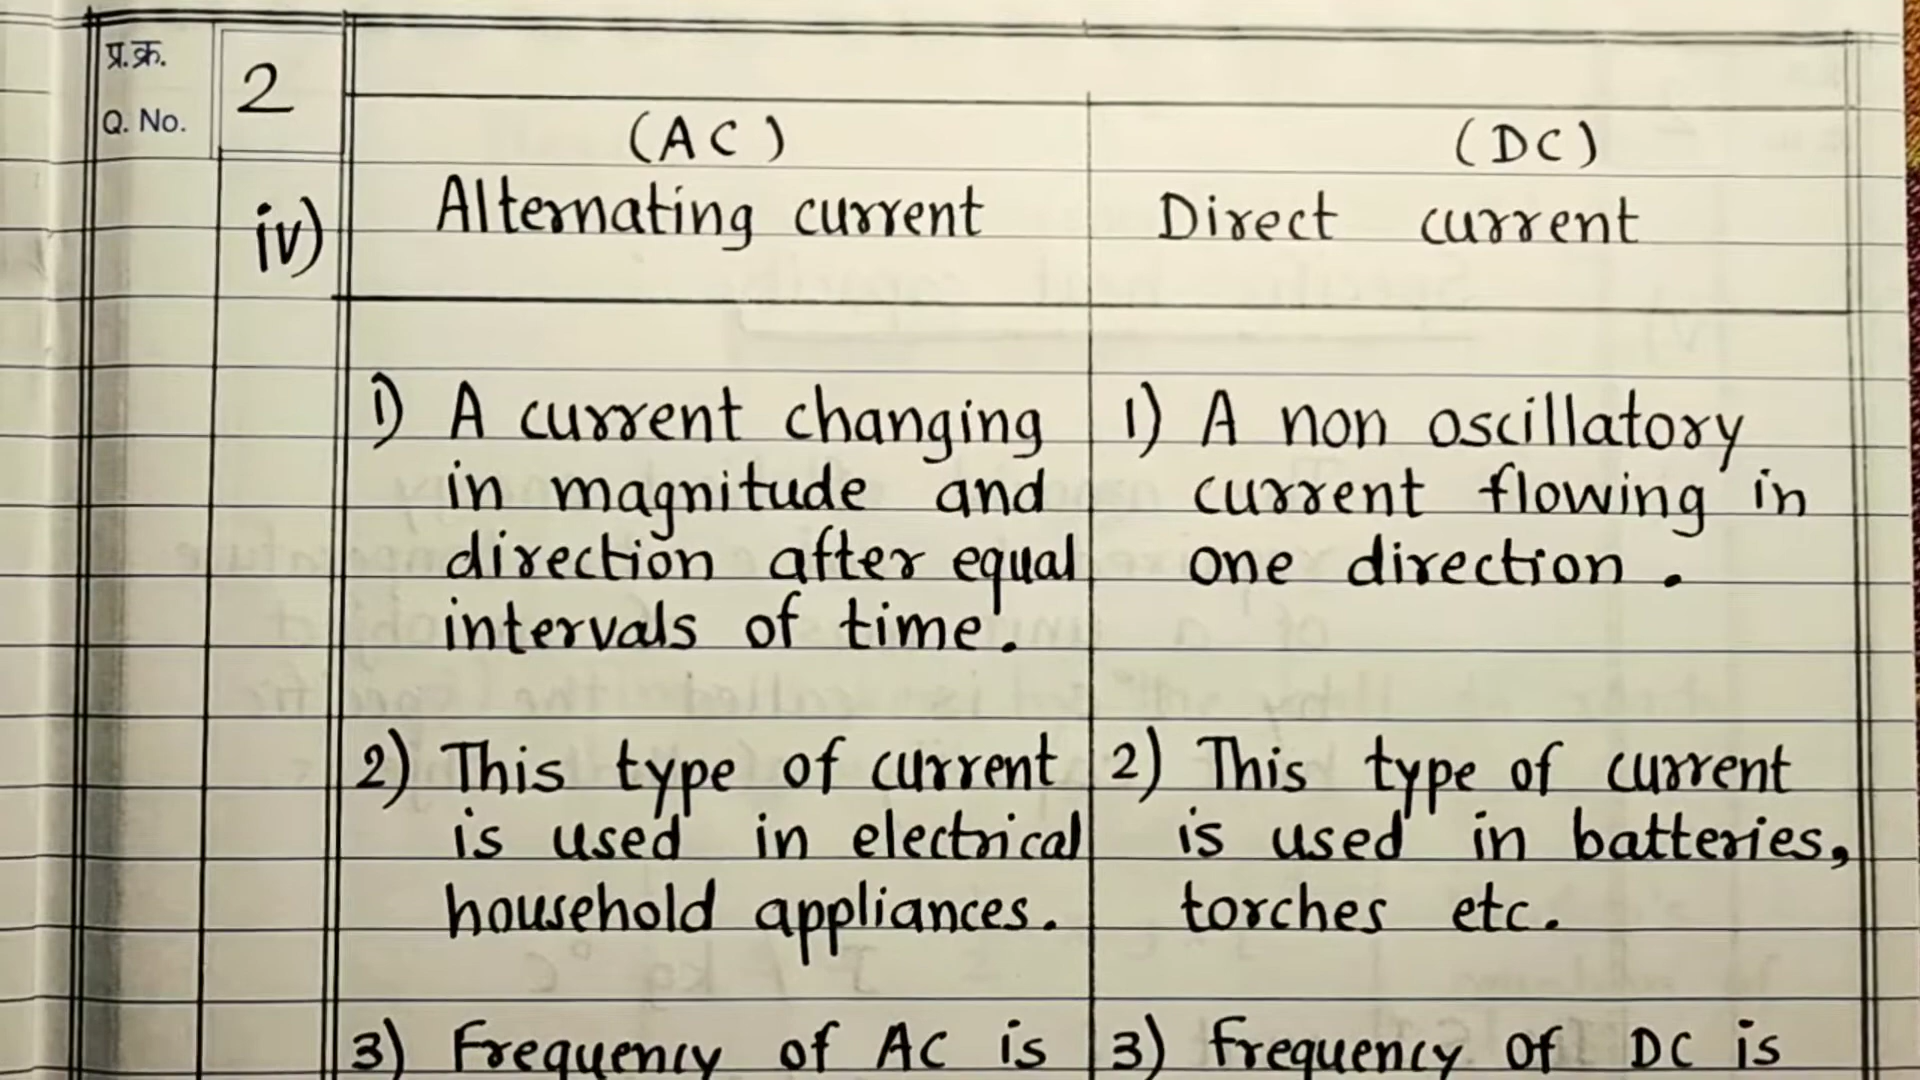 प्र.क्र.
Q. No.
2
iv)
(AC)
Alternating current
(DC)
Direct current
1) A current changing
in magnitude and
direction after equal
intervals of time.
1) A non oscillatory
current flowing in
one direction.
2) This type of current
is used in electrical
household appliances.
2) This type of current
is used in batteries,
torches etc.
3) Frequency of AC is
3) Frequency of DC is